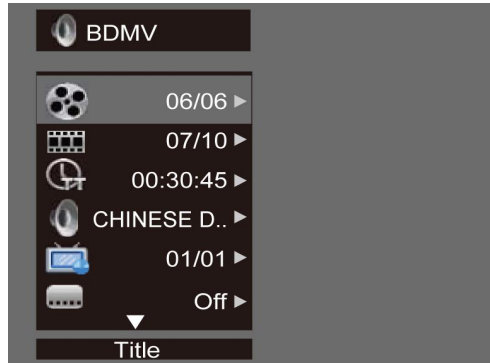 BDMV
06/06
07/10
00:30:45
CHINESE D..
01/01
Off
Title